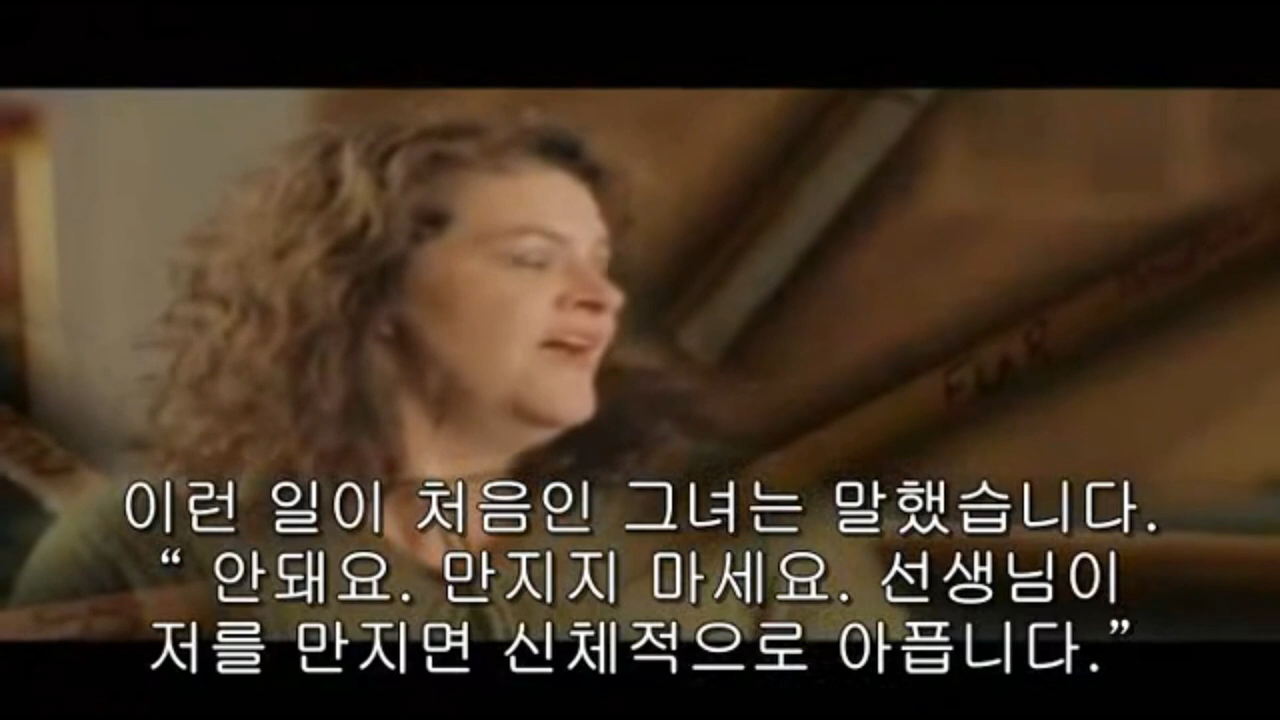 FEAR
이런 일이 처음인 그녀는 말했습니다.
“ 안돼요. 만지지 마세요. 선생님이
저를 만지면 신체적으로 아픕니다.”